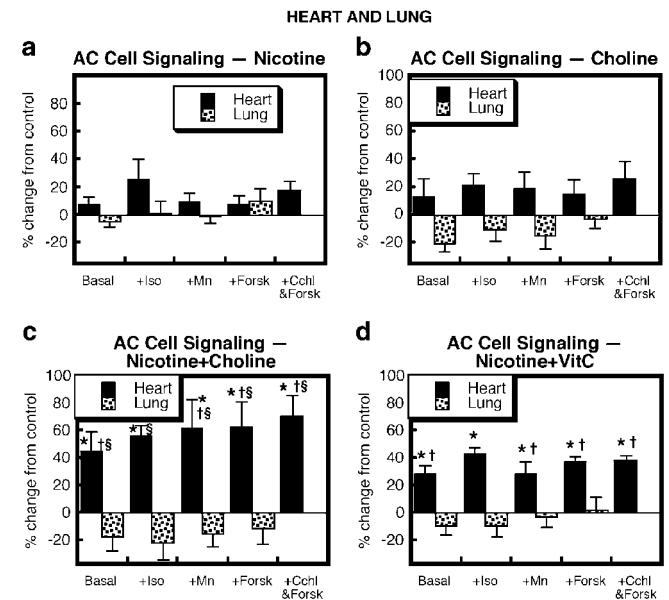 HEART AND LUNG
a
AC Cell Signaling — Nicotine
% change from control
80
60
40
20
0
-20
Heart
Lung
Basal +Iso +Mn +Forsk +Cchl
&Forsk
b
AC Cell Signaling — Choline
% change from control
100
80
60
40
20
0
-20
Heart
Lung
Basal +Iso +Mn +Forsk +Cchl
&Forsk
c
AC Cell Signaling —
Nicotine+Choline
% change from control
100
80
60
40
20
0
-20
Heart
Lung
* †§
*†§
*
†§
* †§
* †§
Basal +Iso +Mn +Forsk +Cchl
&Forsk
d
AC Cell Signaling —
Nicotine+VitC
% change from control
100
80
60
40
20
0
-20
Heart
Lung
* †
*
* †
* †
* †
Basal +Iso +Mn +Forsk +Cchl
&Forsk